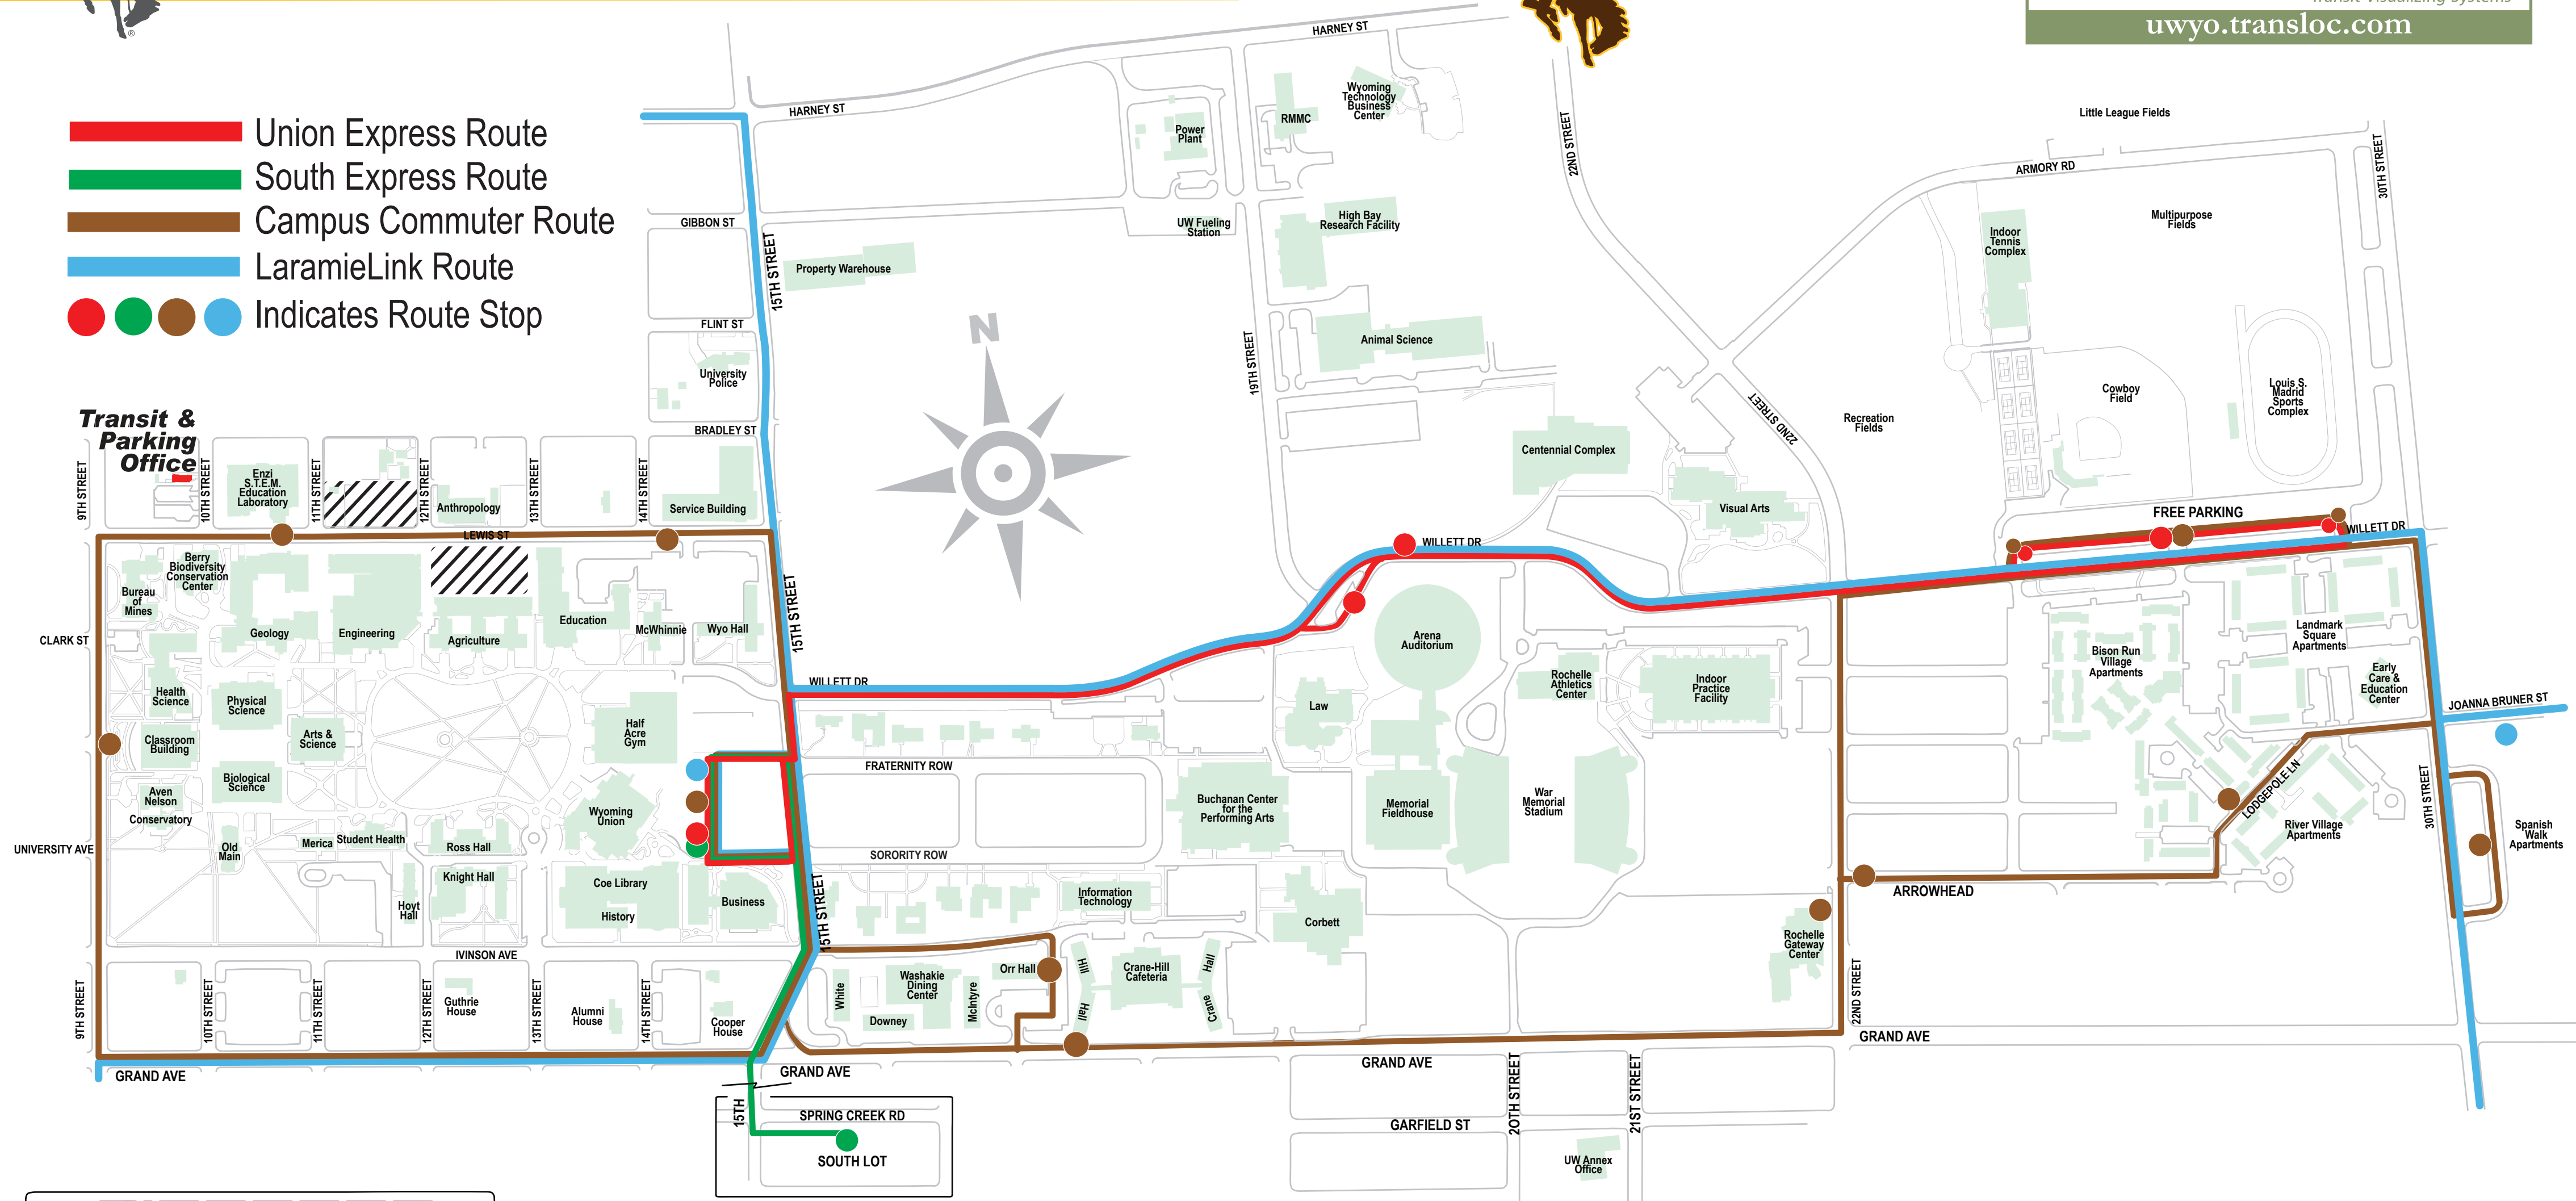 Transit Visualizing Systems
uwyo.transloc.com
®
Union Express Route
South Express Route
Campus Commuter Route
LaramieLink Route
Indicates Route Stop
HARNEY ST
HARNEY ST
Power
Plant
RMMC
Wyoming
Technology
Business
Center
22ND STREET
Little League Fields
ARMORY RD
30TH STREET
GIBBON ST
15TH STREET
Property Warehouse
UW Fueling
Station
High Bay
Research Facility
Indoor
Tennis
Complex
Multipurpose
Fields
FLINT ST
University
Police
N
19TH STREET
Animal Science
22ND STREET
Recreation
Fields
Cowboy
Field
Louis S.
Madrid
Sports
Complex
Transit &
Parking
Office
BRADLEY ST
9TH STREET
10TH STREET
Enzi
S.T.E.M.
Education
Laboratory
11TH STREET
12TH STREET
Anthropology
13TH STREET
14TH STREET
Service Building
Centennial Complex
Visual Arts
FREE PARKING
WILLETT DR
LEWIS ST
WILLETT DR
Berry
Biodiversity
Conservation
Center
Bureau
of
Mines
CLARK ST
Geology
Engineering
Agriculture
Education
McWhinnie
Wyo Hall
15TH STREET
WILLETT DR
Arena
Auditorium
Rochelle
Athletics
Center
Indoor
Practice
Facility
Bison Run
Village
Apartments
Landmark
Square
Apartments
Early
Care &
Education
Center
JOANNA BRUNER ST
Health
Science
Physical
Science
Arts &
Science
Classroom
Building
Biological
Science
Half
Acre
Gym
Law
FRATERNITY ROW
Aven
Nelson
Conservatory
Wyoming
Union
Buchanan Center
for the
Performing Arts
Memorial
Fieldhouse
War
Memorial
Stadium
LODGEPOLE LN
River Village
Apartments
30TH STREET
Spanish
Walk
Apartments
UNIVERSITY AVE
Old
Main
Merica
Student Health
Ross Hall
SORORITY ROW
Knight Hall
Hoyt
Hall
Coe Library
History
Business
15TH STREET
Information
Technology
Corbett
ARROWHEAD
Rochelle
Gateway
Center
22ND STREET
IVINSON AVE
9TH STREET
10TH STREET
11TH STREET
12TH STREET
Guthrie
House
13TH STREET
Alumni
House
14TH STREET
Cooper
House
White
Washakie
Dining
Center
Downey
McIntyre
Orr Hall
Hill
Hall
Crane-Hill
Cafeteria
Hall
Crane
GRAND AVE
GRAND AVE
GRAND AVE
GRAND AVE
15TH
SPRING CREEK RD
SOUTH LOT
20TH STREET
21ST STREET
GARFIELD ST
UW Annex
Office